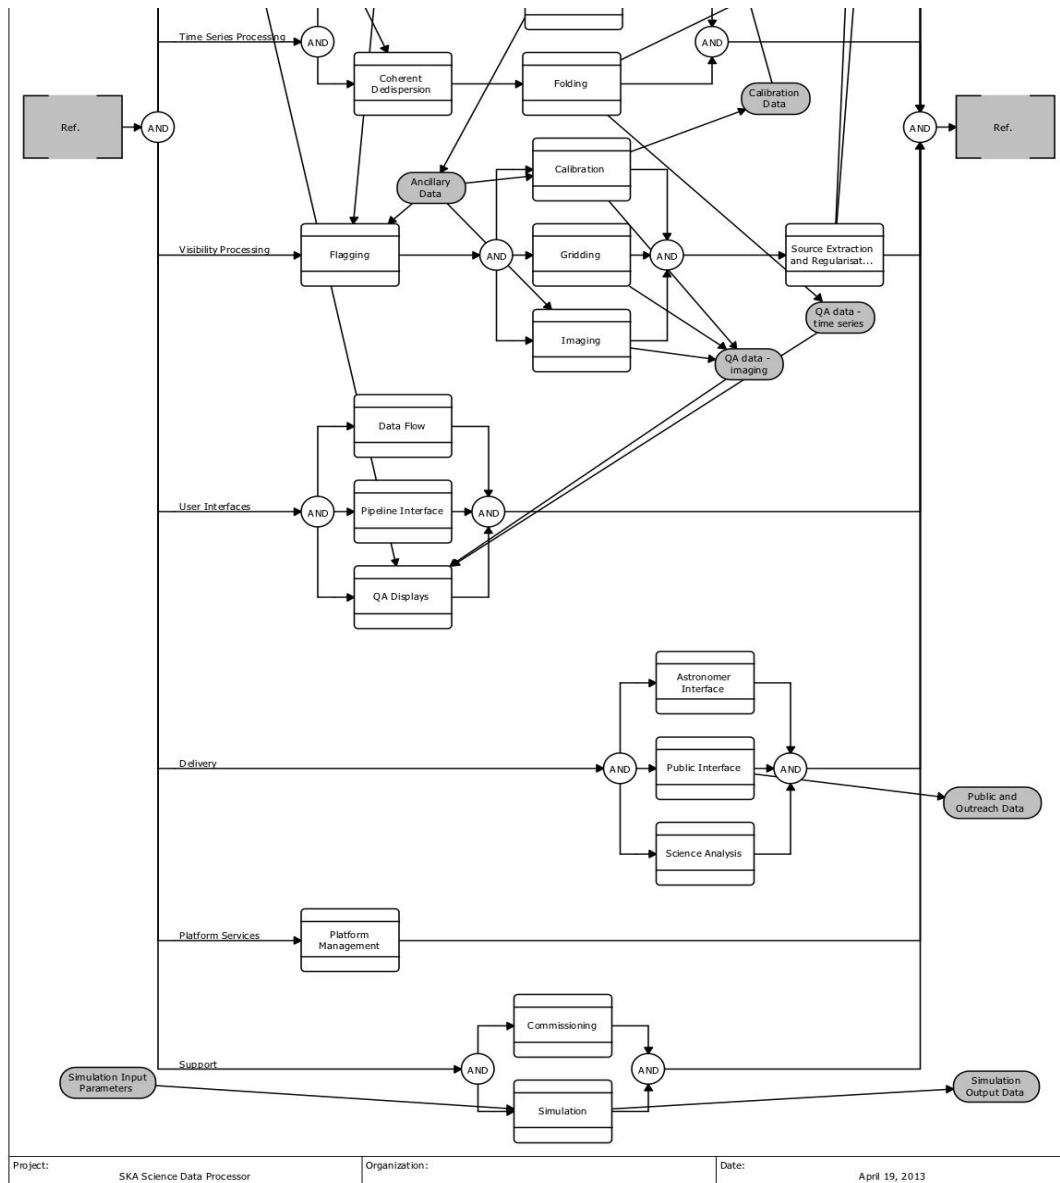 Time Series Processing
AND
AND
Coherent
Dedispersion
Folding
Calibration
Data
Ref.
AND
AND
Ref.
Calibration
Ancillary
Data
Visibility Processing
Flagging
AND
Gridding
AND
Source Extraction
and Regularisat...
QA data -
time series
Imaging
QA data -
imaging
Data Flow
User Interfaces
AND
Pipeline Interface
AND
QA Displays
Astronomer
Interface
Delivery
AND
Public Interface
AND
Public and
Outreach Data
Science Analysis
Platform Services
Platform
Management
Commissioning
Support
AND
AND
Simulation Input
Parameters
Simulation
Output Data
Simulation
Project:
SKA Science Data Processor
Organization:
Date:
April 19, 2013